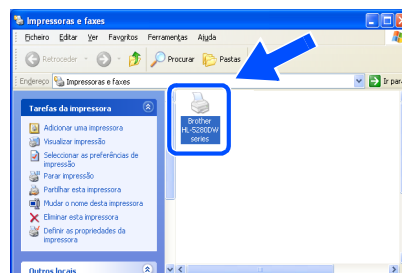 Impressoras e faxes
Ficheiro Editar Ver Favoritos Ferramentas Ajuda
Retroceder Procurar Pastas
Endereço Impressoras e faxes Ir para
Tarefas da impressora
Adicionar uma impressora
Visualizar impressão
Seleccionar as preferências de
impressão
Parar impressão
Partilhar esta impressora
Mudar o nome desta impressora
Eliminar esta impressora
Definir as propriedades da
impressora
Outros locais
Brother
HL-5280DW
series